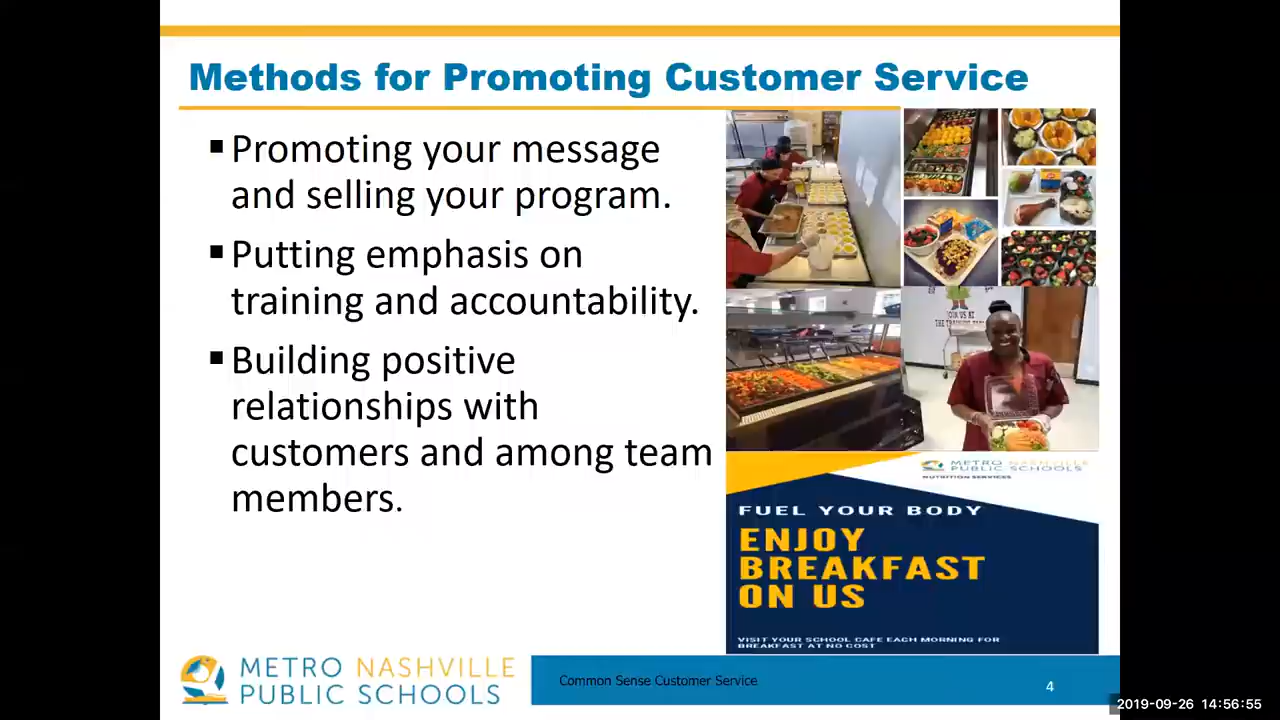 Methods for Promoting Customer Service
▪Promoting your message
and selling your program.
▪Putting emphasis on
training and accountability.
▪Building positive
relationships with
customers and among team
members.
JOIN US AT
METRO NASHVILLE
PUBLIC SCHOOLS
NUTRITION SERVICES
FUEL YOUR BODY
ENJOY
BREAKFAST
ON US
VISIT YOUR SCHOOL CAFE EACH MORNING FOR
BREAKFAST AT NO COST
METRO NASHVILLE
PUBLIC SCHOOLS
Common Sense Customer Service
4
2019-09-26 14:56:55